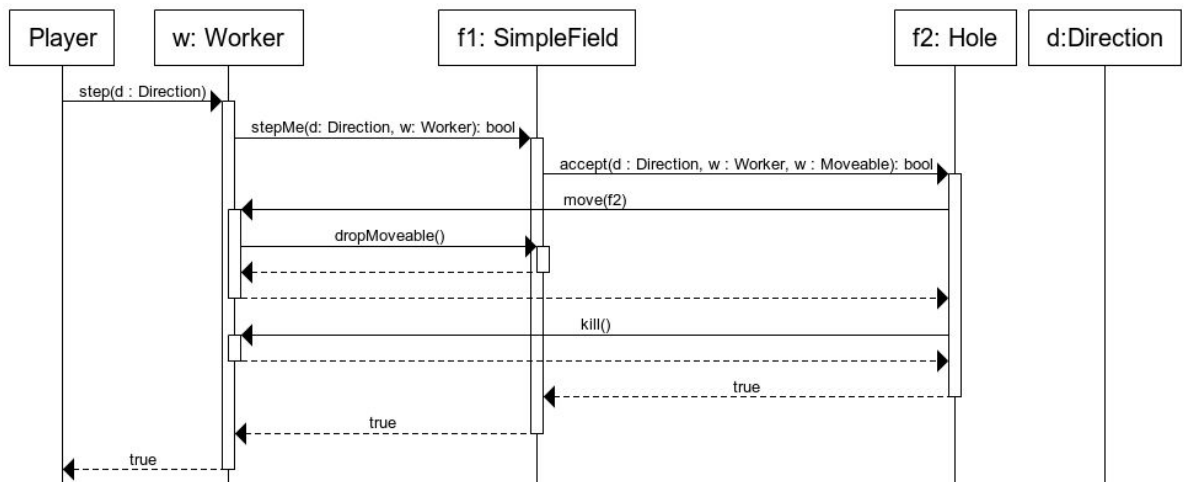 Player
w: Worker
f1: SimpleField
f2: Hole
d:Direction
step(d : Direction)
stepMe(d: Direction, w: Worker): bool
accept(d : Direction, w : Worker, w : Moveable): bool
move(f2)
dropMoveable()
kill()
true
true
true